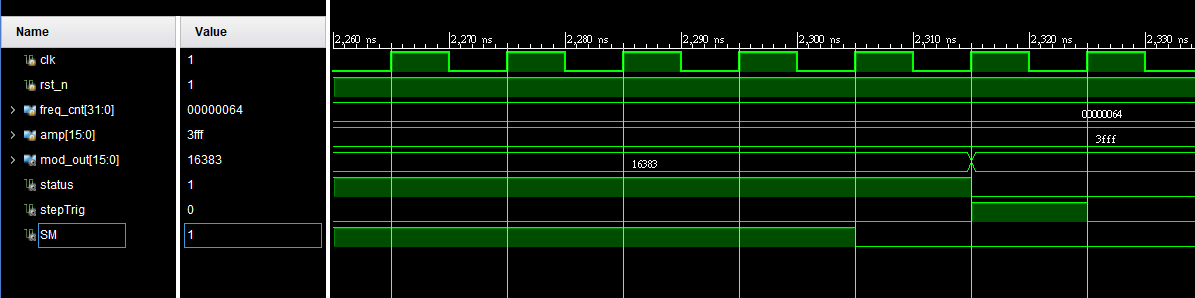 Name Value
2,260 ns 2,270 ns 2,280 ns 2,290 ns 2,300 ns 2,310 ns 2,320 ns 2,330 ns
clk 1
rst_n 1
freq_cnt[31:0] 00000064 00000064
amp[15:0] 3fff 3fff
mod_out[15:0] 16383 16383
status 1
stepTrig 0
SM 1